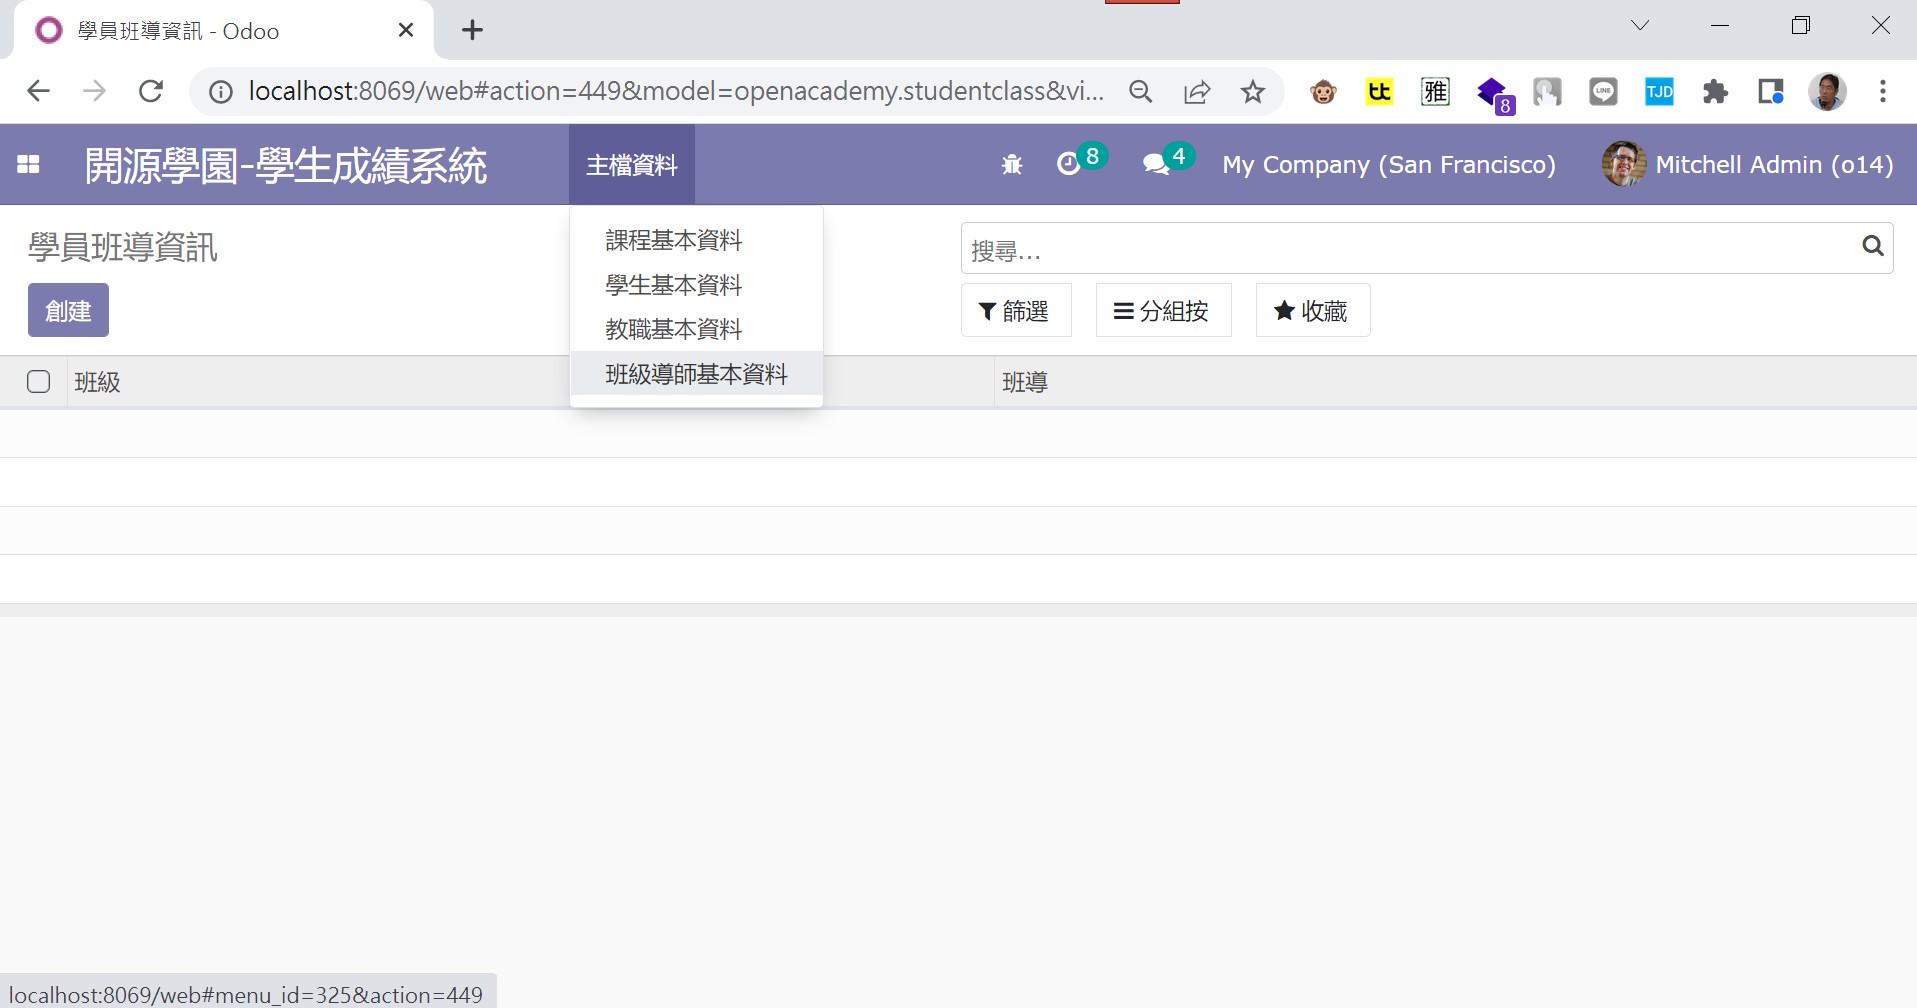 學員班導資訊 - Odoo
localhost:8069/web#action=449&model=openacademy.studentclass&vi...
tt
雅
8
LINE
TJD
開源學園-學生成績系統
主檔資料
8
4
My Company (San Francisco)
Mitchell Admin (o14)
學員班導資訊
課程基本資料
學生基本資料
教職基本資料
班級導師基本資料
搜尋...
創建
篩選
分組按
收藏
班級
班導
localhost:8069/web#menu_id=325&action=449